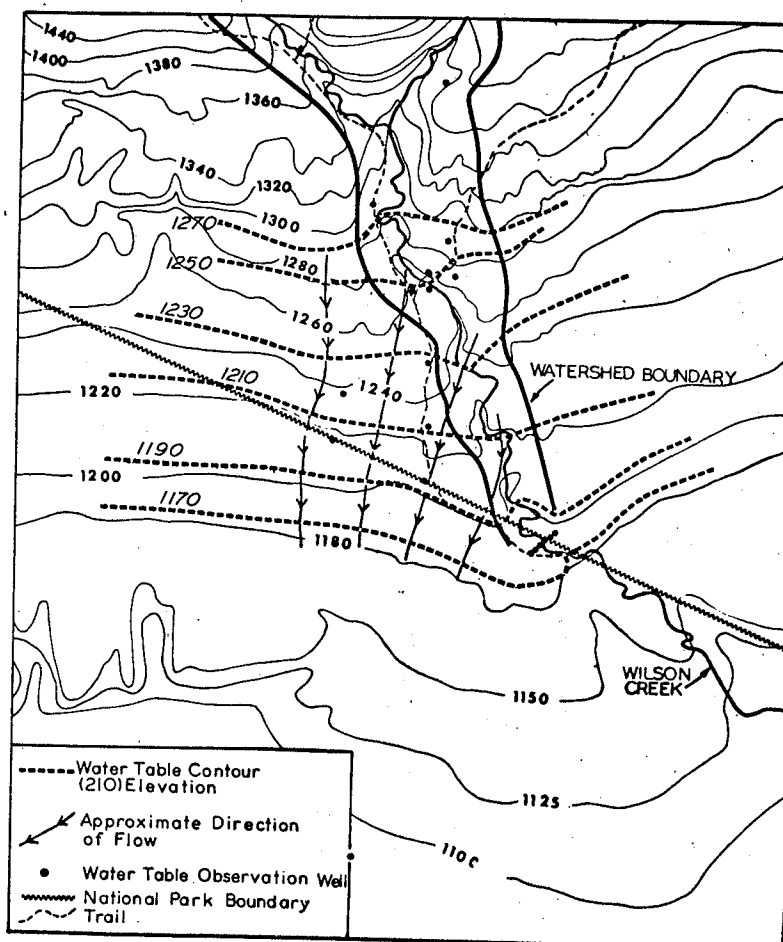 1440
1400
1380
1360
1340
1320
1300
1270
1280
1250
1260
1230
WATERSHED BOUNDARY
1240
1210
1220
1190
1200
1170
1180
WILSON
CREEK
1150
1125
1100
Water Table Contour
(210) Elevation
Approximate Direction
of Flow
Water Table Observation Well
National Park Boundary
Trail